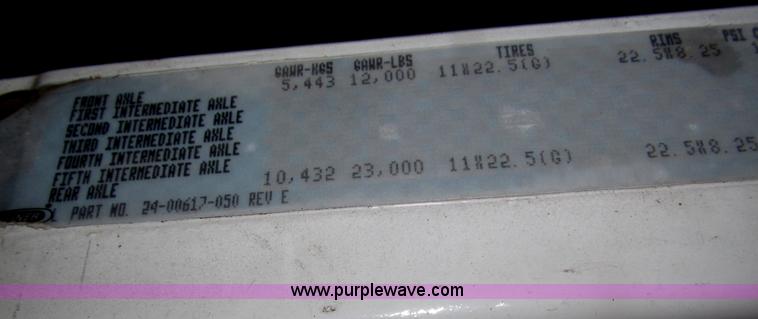 GAWR-KGS GAWR-LBS TIRES RIMS PSI
FRONT AXLE 5,443 12,000 11X22.5(G) 22.5X8.25
FIRST INTERMEDIATE AXLE
SECOND INTERMEDIATE AXLE
THIRD INTERMEDIATE AXLE
FOURTH INTERMEDIATE AXLE
FIFTH INTERMEDIATE AXLE
REAR AXLE 10,432 23,000 11X22.5(G) 22.5X8.25
PART NO. 24-00617-050 REV E
www.purplewave.com